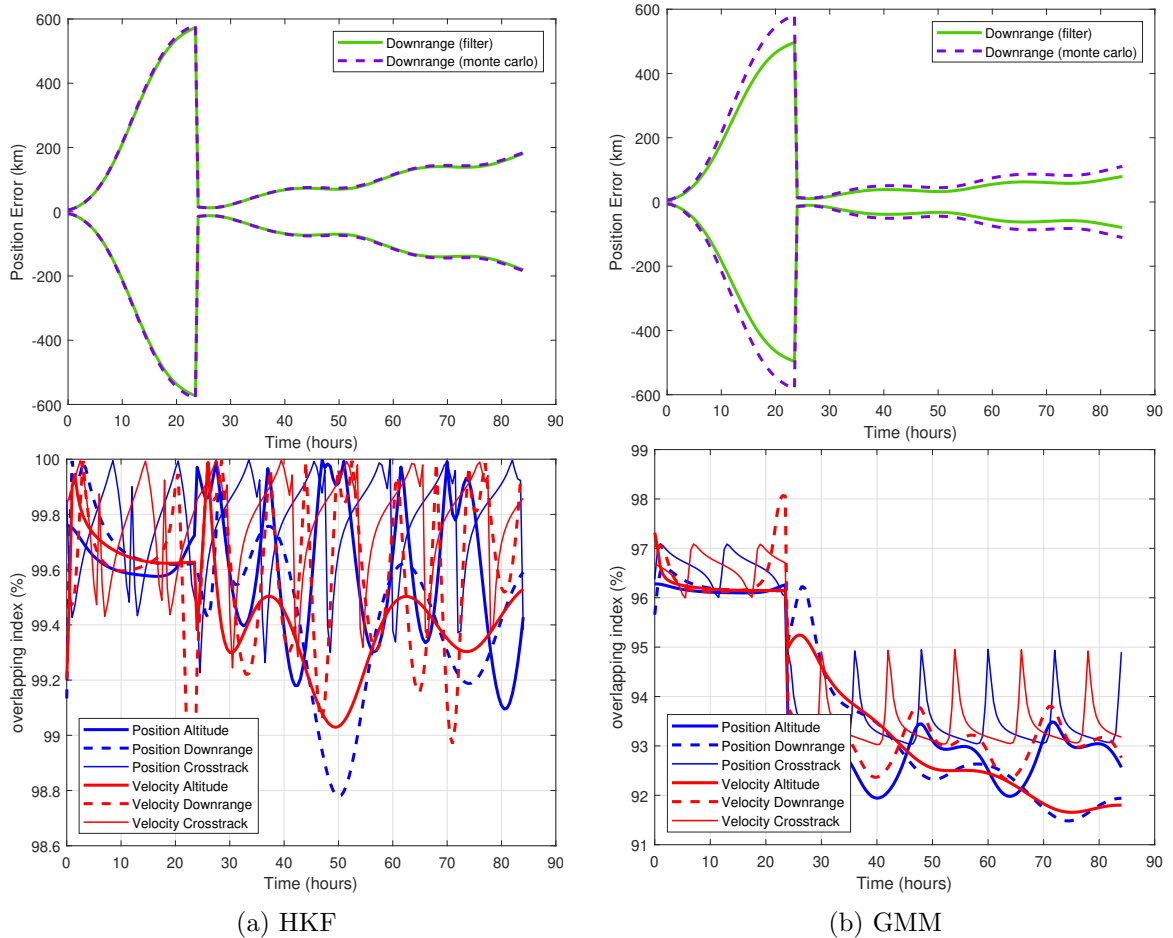 600
400
200
0
-200
-400
-600
Position Error (km)
Downrange (filter)
Downrange (monte carlo)
0 10 20 30 40 50 60 70 80 90
Time (hours)
600
400
200
0
-200
-400
-600
Position Error (km)
Downrange (filter)
Downrange (monte carlo)
0 10 20 30 40 50 60 70 80 90
Time (hours)
100
99.8
99.6
99.4
99.2
99
98.8
98.6
overlapping index (%)
Position Altitude
Position Downrange
Position Crosstrack
Velocity Altitude
Velocity Downrange
Velocity Crosstrack
0 10 20 30 40 50 60 70 80 90
Time (hours)
(a) HKF
99
98
97
96
95
94
93
92
91
overlapping index (%)
Position Altitude
Position Downrange
Position Crosstrack
Velocity Altitude
Velocity Downrange
Velocity Crosstrack
0 10 20 30 40 50 60 70 80 90
Time (hours)
(b) GMM